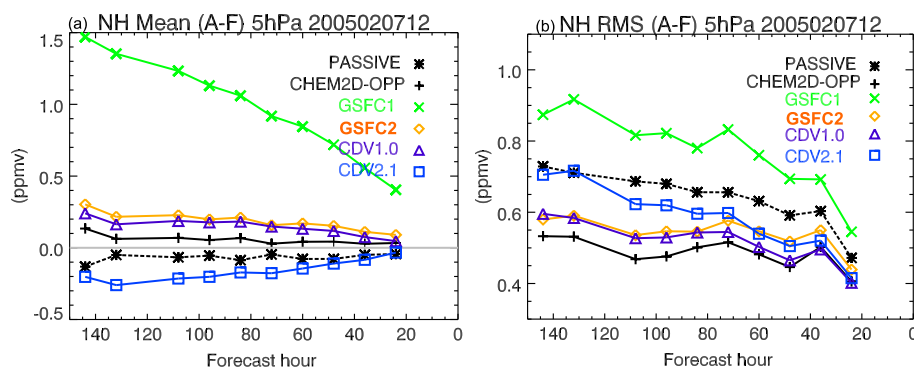 (a) NH Mean (A-F) 5hPa 2005020712
1.5
1.0
0.5
0.0
-0.5
(ppmv)
PASSIVE
CHEM2D-OPP
GSFC1
GSFC2
CDV1.0
CDV2.1
140 120 100 80 60 40 20 0
Forecast hour
(b) NH RMS (A-F) 5hPa 2005020712
1.0
0.8
0.6
0.4
(ppmv)
PASSIVE
CHEM2D-OPP
GSFC1
GSFC2
CDV1.0
CDV2.1
140 120 100 80 60 40 20 0
Forecast hour